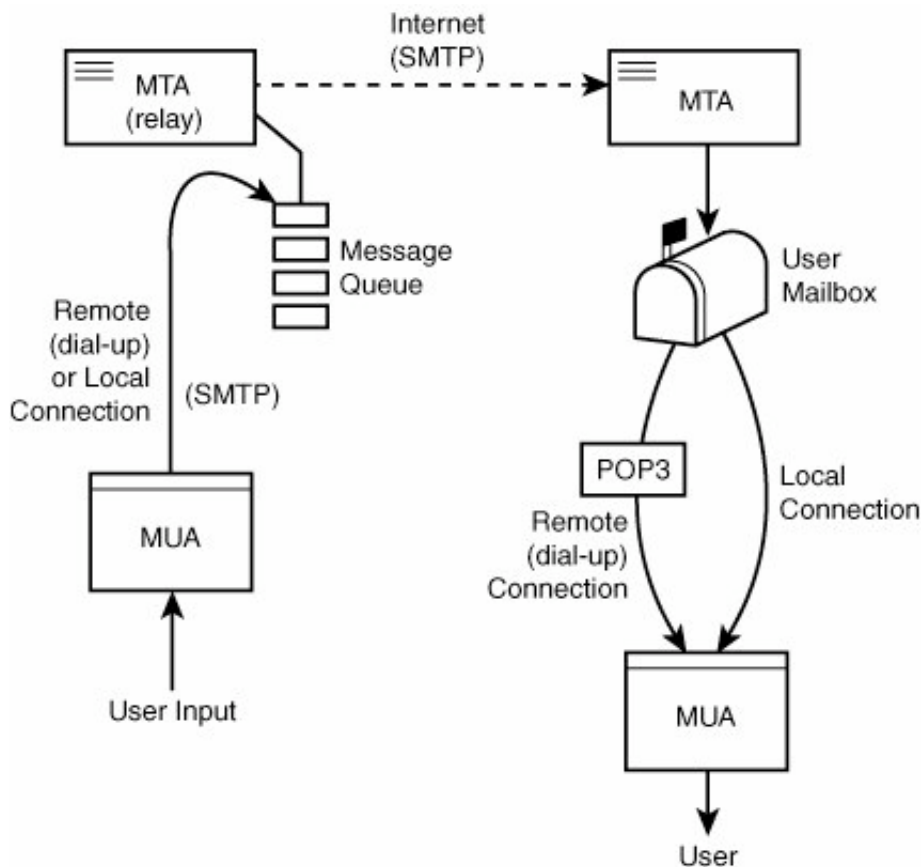 Internet
(SMTP)
MTA
(relay)
MTA
Message
Queue
User
Mailbox
Remote
(dial-up)
or Local
Connection
(SMTP)
POP3
Local
Connection
Remote
(dial-up)
Connection
MUA
User Input
MUA
User